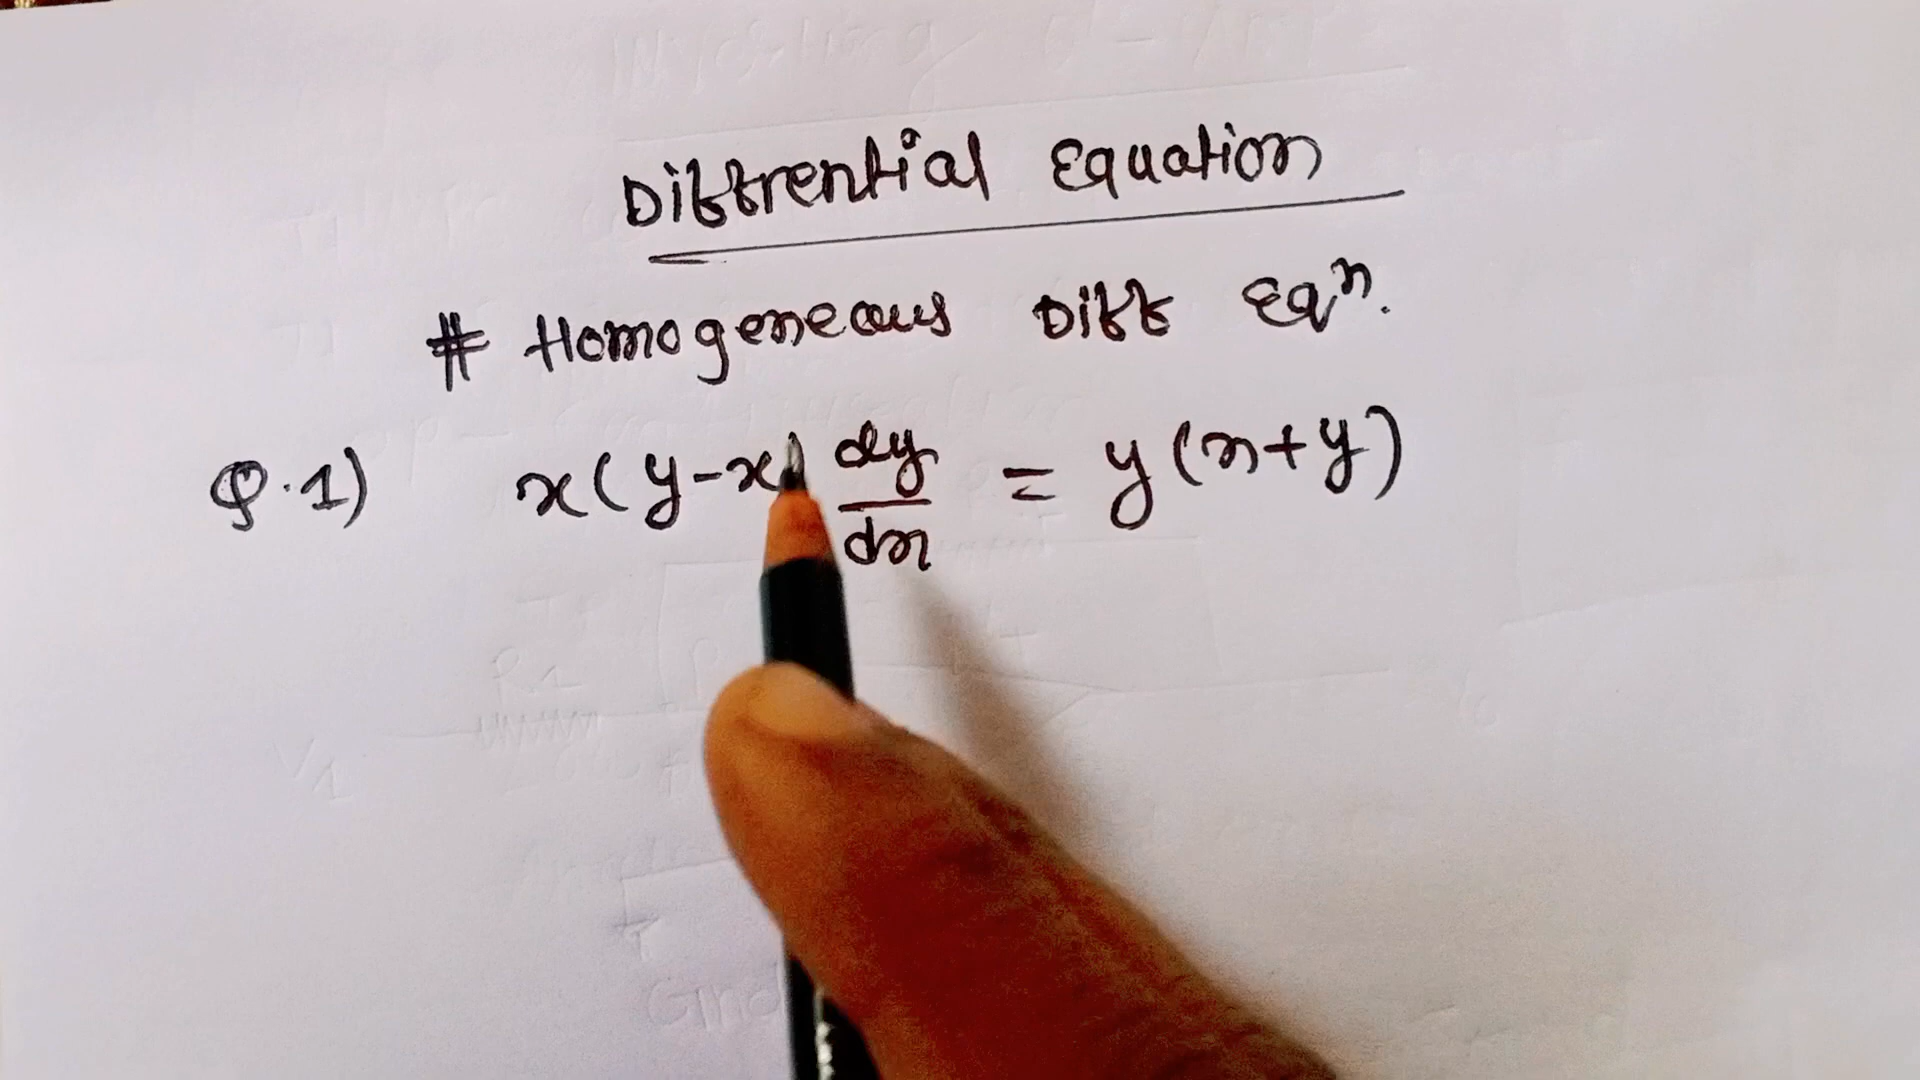 Diffrential Equation
# Homogeneous Diff Eqⁿ.
Q.1) x(y-x) dy/dx = y(x+y)